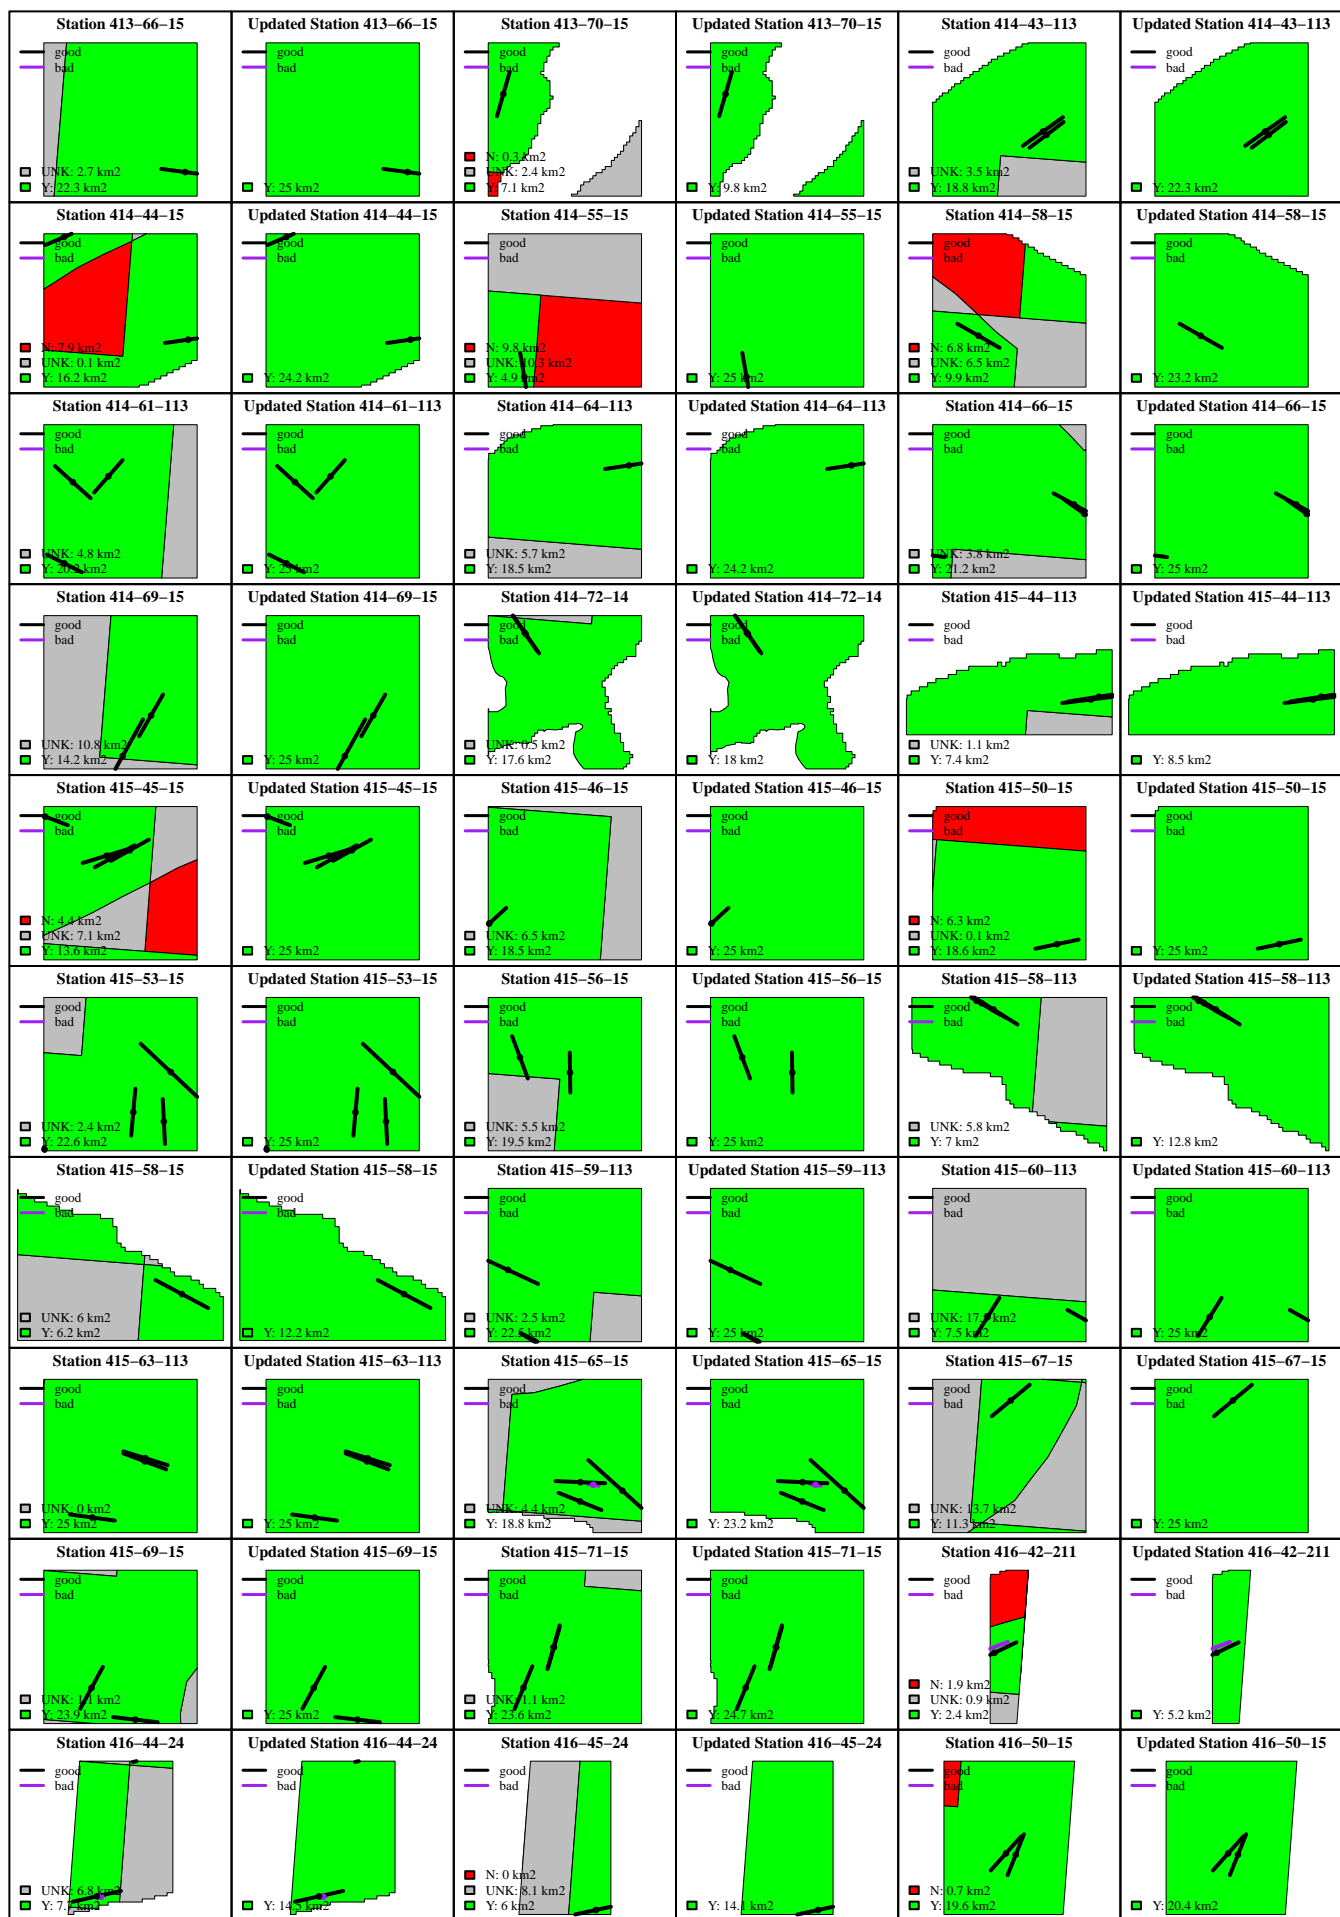 Station 413−66−15
good
bad
UNK: 2.7 km2
Y: 22.3 km2
Updated Station 413−66−15
good
bad
Y: 25 km2
Station 413−70−15
good
bad
N: 0.3 km2
UNK: 2.4 km2
Y: 7.1 km2
Updated Station 413−70−15
good
bad
Y: 9.8 km2
Station 414−43−113
good
bad
UNK: 3.5 km2
Y: 18.8 km2
Updated Station 414−43−113
good
bad
Y: 22.3 km2
Station 414−44−15
good
bad
N: 7.9 km2
UNK: 0.1 km2
Y: 16.2 km2
Updated Station 414−44−15
good
bad
Y: 24.2 km2
Station 414−55−15
good
bad
N: 9.8 km2
UNK: 10.3 km2
Y: 4.9 km2
Updated Station 414−55−15
good
bad
Y: 25 km2
Station 414−58−15
good
bad
N: 6.8 km2
UNK: 6.5 km2
Y: 9.9 km2
Updated Station 414−58−15
good
bad
Y: 23.2 km2
Station 414−61−113
good
bad
UNK: 4.8 km2
Y: 20.2 km2
Updated Station 414−61−113
good
bad
Y: 25 km2
Station 414−64−113
good
bad
UNK: 5.7 km2
Y: 18.5 km2
Updated Station 414−64−113
good
bad
Y: 24.2 km2
Station 414−66−15
good
bad
UNK: 3.8 km2
Y: 21.2 km2
Updated Station 414−66−15
good
bad
Y: 25 km2
Station 414−69−15
good
bad
UNK: 10.8 km2
Y: 14.2 km2
Updated Station 414−69−15
good
bad
Y: 25 km2
Station 414−72−14
good
bad
UNK: 0.5 km2
Y: 17.6 km2
Updated Station 414−72−14
good
bad
Y: 18 km2
Station 415−44−113
good
bad
UNK: 1.1 km2
Y: 7.4 km2
Updated Station 415−44−113
good
bad
Y: 8.5 km2
Station 415−45−15
good
bad
N: 4.4 km2
UNK: 7.1 km2
Y: 13.6 km2
Updated Station 415−45−15
good
bad
Y: 25 km2
Station 415−46−15
good
bad
UNK: 6.5 km2
Y: 18.5 km2
Updated Station 415−46−15
good
bad
Y: 25 km2
Station 415−50−15
good
bad
N: 6.3 km2
UNK: 0.1 km2
Y: 18.6 km2
Updated Station 415−50−15
good
bad
Y: 25 km2
Station 415−53−15
good
bad
UNK: 2.4 km2
Y: 22.6 km2
Updated Station 415−53−15
good
bad
Y: 25 km2
Station 415−56−15
good
bad
UNK: 5.5 km2
Y: 19.5 km2
Updated Station 415−56−15
good
bad
Y: 25 km2
Station 415−58−113
good
bad
UNK: 5.8 km2
Y: 7 km2
Updated Station 415−58−113
good
bad
Y: 12.8 km2
Station 415−58−15
good
bad
UNK: 6 km2
Y: 6.2 km2
Updated Station 415−58−15
good
bad
Y: 12.2 km2
Station 415−59−113
good
bad
UNK: 2.5 km2
Y: 22.5 km2
Updated Station 415−59−113
good
bad
Y: 25 km2
Station 415−60−113
good
bad
UNK: km2
Y: 7.5 km2
Updated Station 415−60−113
good
bad
Y: 25 km2
Station 415−63−113
good
bad
UNK: 0 km2
Y: 25 km2
Updated Station 415−63−113
good
bad
Y: 25 km2
Station 415−65−15
good
bad
UNK: 4.4 km2
Y: 18.8 km2
Updated Station 415−65−15
good
bad
Y: 23.2 km2
Station 415−67−15
good
bad
UNK: 13.7 km2
Y: 11.3 km2
Updated Station 415−67−15
good
bad
Y: 25 km2
Station 415−69−15
good
bad
UNK: 1.1 km2
Y: 23.9 km2
Updated Station 415−69−15
good
bad
Y: 25 km2
Station 415−71−15
good
bad
UNK: 1.1 km2
Y: 23.6 km2
Updated Station 415−71−15
good
bad
Y: 24.7 km2
Station 416−42−211
good
bad
N: 1.9 km2
UNK: 0.9 km2
Y: 2.4 km2
Updated Station 416−42−211
good
bad
Y: 5.2 km2
Station 416−44−24
good
bad
UNK: 6.8 km2
Y: 7.7 km2
Updated Station 416−44−24
good
bad
Y: 14.5 km2
Station 416−45−24
good
bad
N: 0 km2
UNK: 8.1 km2
Y: 6 km2
Updated Station 416−45−24
good
bad
Y: 14.1 km2
Station 416−50−15
good
bad
N: 0.7 km2
Y: 19.6 km2
Updated Station 416−50−15
good
bad
Y: 20.4 km2